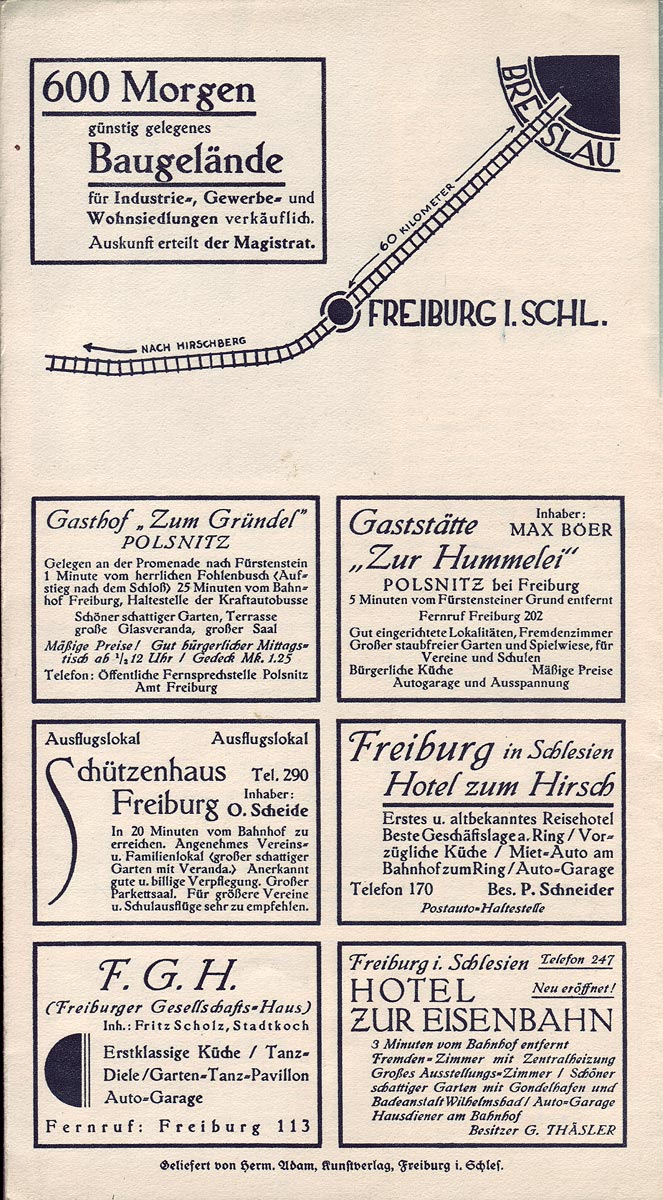 600 Morgen
günstig gelegenes
Baugelände
für Industrie-, Gewerbe- und
Wohnsiedlungen verkäuflich.
Auskunft erteilt der Magistrat.
BRESLAU
60 KILOMETER
FREIBURG I. SCHL.
NACH HIRSCHBERG
Gasthof „Zum Gründel"
POLSNITZ
Gelegen an der Promenade nach Fürstenstein
1 Minute vom herrlichen Fohlenbusch (Auf-
stieg nach dem Schloß) 25 Minuten vom Bahn-
hof Freiburg, Haltestelle der Kraftautobusse
Schöner schattiger Garten, Terrasse
große Glasveranda, großer Saal
Mäßige Preise! Gut bürgerlicher Mittags-
tisch ab ½12 Uhr / Gedeck Mk. 1.25
Telefon: Öffentliche Fernsprechstelle Polsnitz
Amt Freiburg
Gaststätte
Inhaber:
MAX BÖER
„Zur Hummelei"
POLSNITZ bei Freiburg
5 Minuten vom Fürstensteiner Grund entfernt
Fernruf Freiburg 202
Gut eingerichtete Lokalitäten, Fremdenzimmer
Großer staubfreier Garten und Spielwiese, für
Vereine und Schulen
Bürgerliche Küche Mäßige Preise
Autogarage und Ausspannung
Ausflugslokal Ausflugslokal
Schützenhaus Tel. 290
Freiburg Inhaber:
O. Scheide
In 20 Minuten vom Bahnhof zu
erreichen. Angenehmes Vereins-
u. Familienlokal (großer schattiger
Garten mit Veranda.) Anerkannt
gute u. billige Verpflegung. Großer
Parkettsaal. Für größere Vereine
u. Schulausflüge sehr zu empfehlen.
Freiburg in Schlesien
Hotel zum Hirsch
Erstes u. altbekanntes Reisehotel
Beste Geschäftslage a. Ring / Vor-
zügliche Küche / Miet-Auto am
Bahnhof zum Ring / Auto-Garage
Telefon 170 Bes. P. Schneider
Postauto-Haltestelle
F. G. H.
(Freiburger Gesellschafts-Haus)
Inh.: Fritz Scholz, Stadtkoch
Erstklassige Küche / Tanz-
Diele / Garten-Tanz-Pavillon
Auto-Garage
Fernruf: Freiburg 113
Freiburg i. Schlesien Telefon 247
HOTEL Neu eröffnet!
ZUR EISENBAHN
3 Minuten vom Bahnhof entfernt
Fremden-Zimmer mit Zentralheizung
Großes Ausstellungs-Zimmer / Schöner
schattiger Garten mit Gondelhafen und
Badeanstalt Wilhelmsbad / Auto-Garage
Hausdiener am Bahnhof
Besitzer G. THÄSLER
Geliefert von Herm. Adam, Kunstverlag, Freiburg i. Schles.